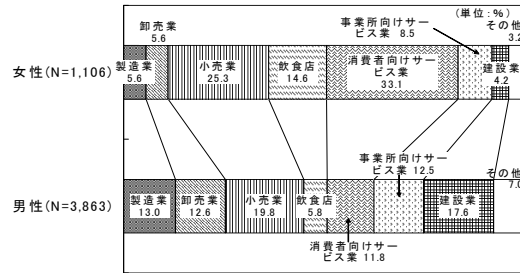 (単位:%)
卸売業
5.6
事業所向けサー
ビス業 8.5
その他
3.2
女性(N=1,106)
製造業
5.6
小売業
25.3
飲食店
14.6
消費者向けサー
ビス業
33.1
建設業
4.2
事業所向けサー
ビス業 12.5
その他
7.0
男性(N=3,863)
製造業
13.0
卸売業
12.6
小売業
19.8
飲食店
5.8
建設業
17.6
消費者向けサー
ビス業 11.8